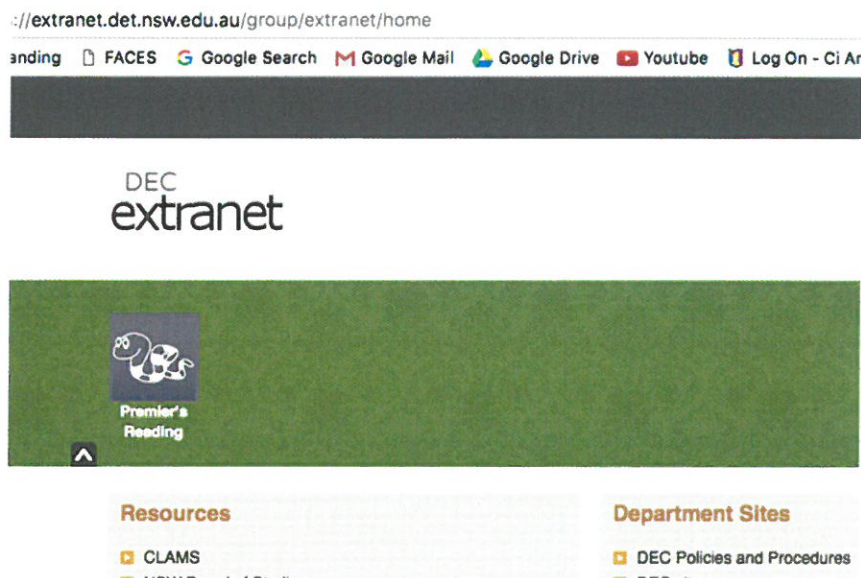 ://extranet.det.nsw.edu.au/group/extranet/home
anding FACES Google Search Google Mail Google Drive Youtube Log On - Ci Ar
DEC
extranet
Premier's
Reading
Resources
Department Sites
CLAMS
DEC Policies and Procedures